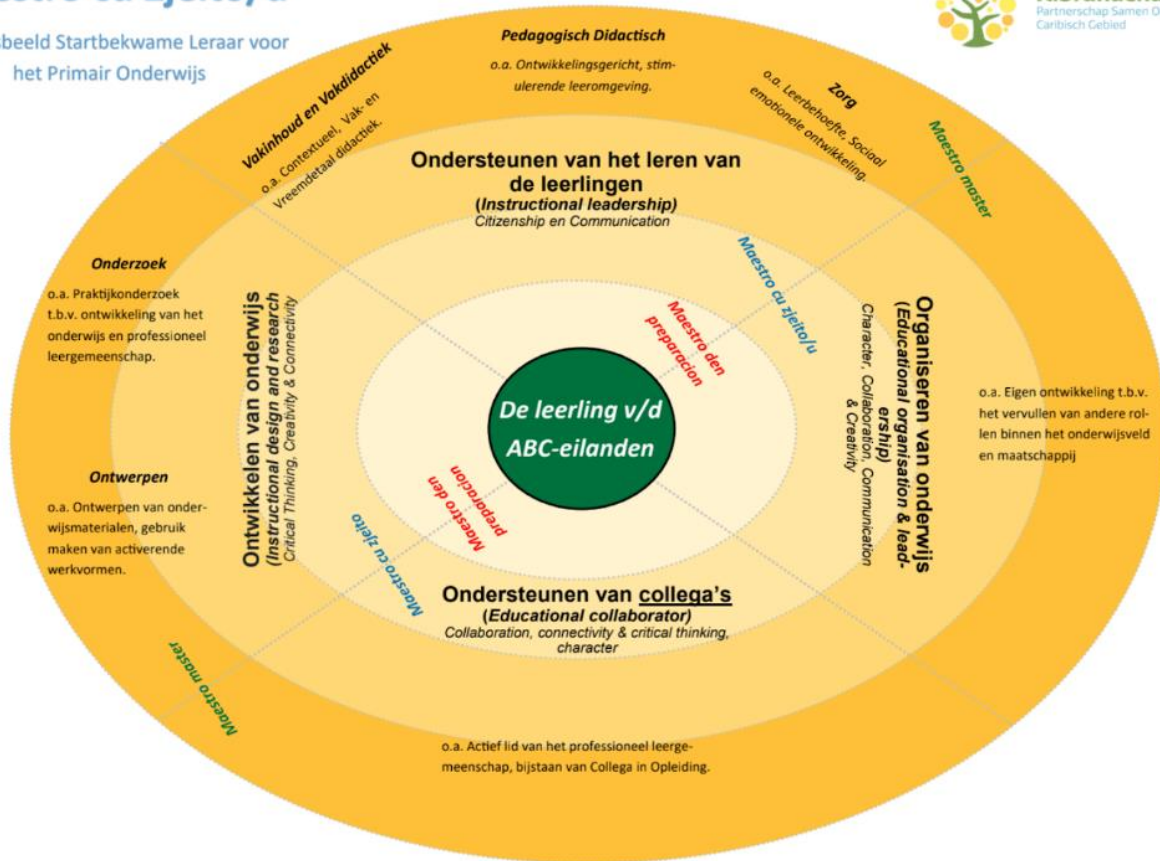 sbeeld Startbekwame Leraar voor
het Primair Onderwijs
Partnerschap Samen O
Caribisch Gebied
Pedagogisch Didactisch
o.a. Ontwikkelingsgericht, stim-
ulerende leeromgeving.
Vakinhoud en Vakdidactiek
o.a. Contextueel, Vak- en
Vreemdetaal didactiek.
Zorg
o.a. Leerbehoefte, Sociaal
emotionele ontwikkeling.
Maestro master
Ondersteunen van het leren van
de leerlingen
(Instructional leadership)
Citizenship en Communication
Maestro cu zjeito/u
Maestro den
preparacion
Onderzoek
o.a. Praktijkonderzoek
t.b.v. ontwikkeling van het
onderwijs en professioneel
leergemeenschap.
Ontwerpen
o.a. Ontwerpen van onder-
wijsmaterialen, gebruik
maken van activerende
werkvormen.
Ontwikkelen van onderwijs
(Instructional design and research
Critical Thinking, Creativity & Connectivity
De leerling v/d
ABC-eilanden
Organiseren van onderwijs
(Educational organisation & lead-
ership)
Character, Collaboration, Communication
& Creativity
o.a. Eigen ontwikkeling t.b.v.
het vervullen van andere rol-
len binnen het onderwijsveld
en maatschappij
Maestro den
preparacion
Maestro cu zjeito
Maestro master
Ondersteunen van collega's
(Educational collaborator)
Collaboration, connectivity & critical thinking,
character
o.a. Actief lid van het professioneel leerge-
meenschap, bijstaan van Collega in Opleiding.